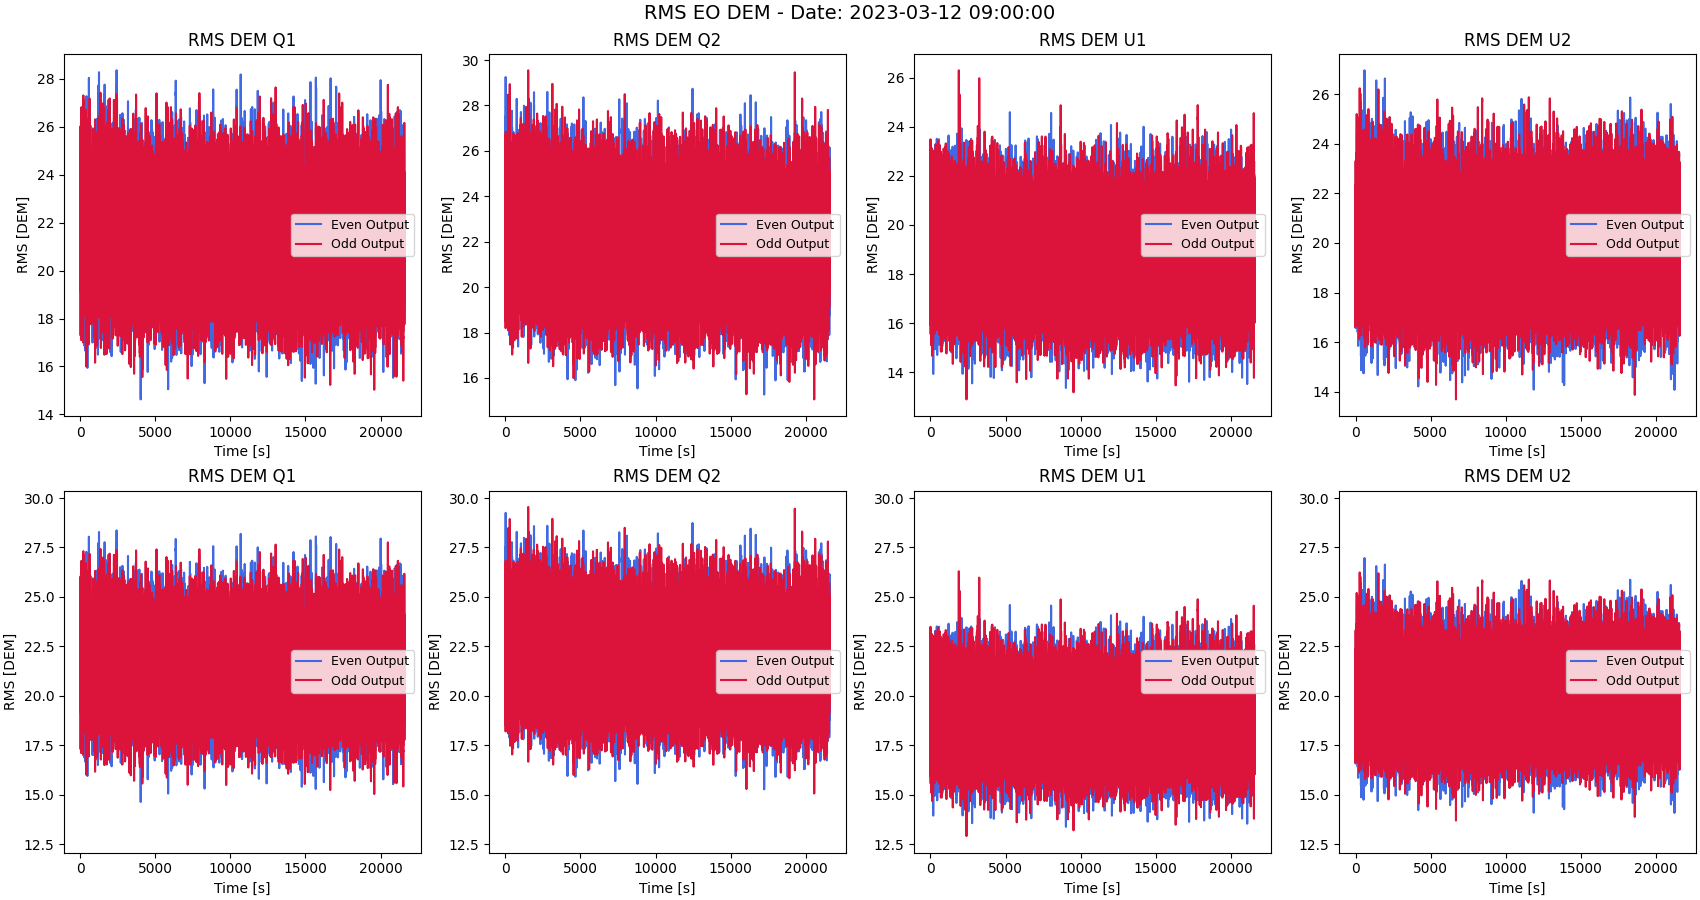 RMS EO DEM - Date: 2023-03-12 09:00:00
RMS DEM Q1
RMS [DEM]
28
26
24
22
20
18
16
14
0 5000 10000 15000 20000
Time [s]
Even Output
Odd Output
RMS DEM Q2
RMS [DEM]
30
28
26
24
22
20
18
16
0 5000 10000 15000 20000
Time [s]
Even Output
Odd Output
RMS DEM U1
RMS [DEM]
26
24
22
20
18
16
14
0 5000 10000 15000 20000
Time [s]
Even Output
Odd Output
RMS DEM U2
RMS [DEM]
26
24
22
20
18
16
14
0 5000 10000 15000 20000
Time [s]
Even Output
Odd Output
RMS DEM Q1
RMS [DEM]
30.0
27.5
25.0
22.5
20.0
17.5
15.0
12.5
0 5000 10000 15000 20000
Time [s]
Even Output
Odd Output
RMS DEM Q2
RMS [DEM]
30.0
27.5
25.0
22.5
20.0
17.5
15.0
12.5
0 5000 10000 15000 20000
Time [s]
Even Output
Odd Output
RMS DEM U1
RMS [DEM]
30.0
27.5
25.0
22.5
20.0
17.5
15.0
12.5
0 5000 10000 15000 20000
Time [s]
Even Output
Odd Output
RMS DEM U2
RMS [DEM]
30.0
27.5
25.0
22.5
20.0
17.5
15.0
12.5
0 5000 10000 15000 20000
Time [s]
Even Output
Odd Output